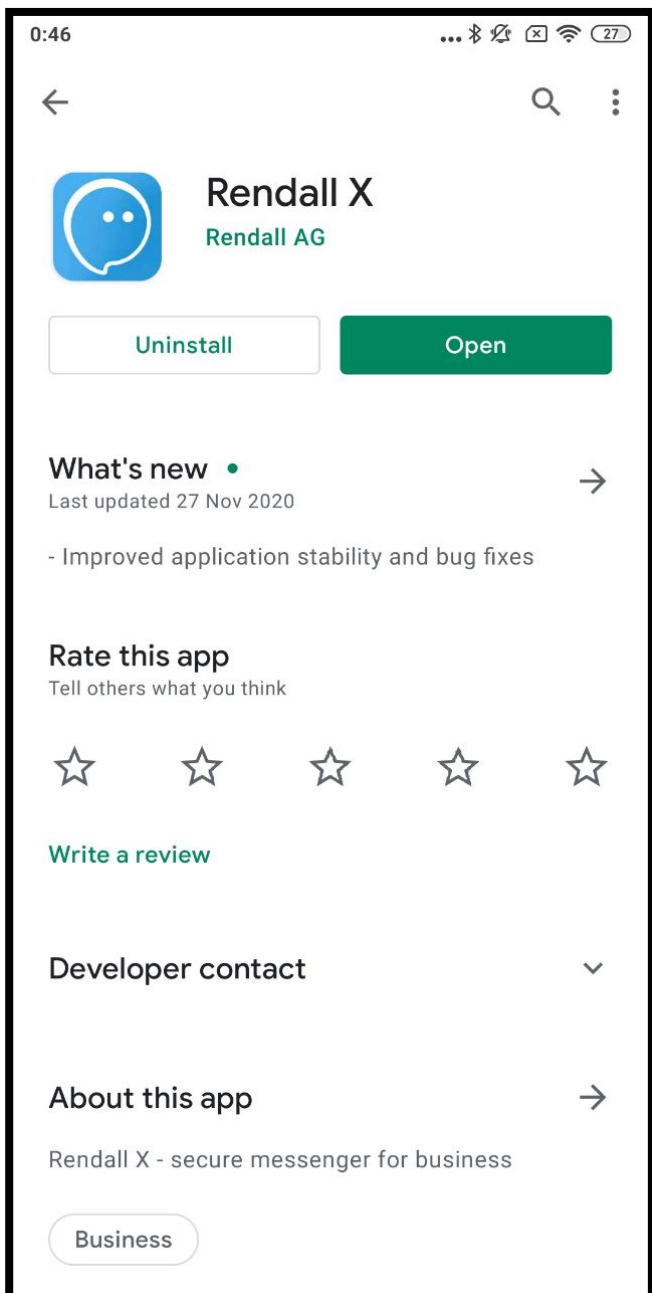 0:46
27
Rendall X
Rendall AG
Uninstall
Open
What's new
Last updated 27 Nov 2020
- Improved application stability and bug fixes
Rate this app
Tell others what you think
Write a review
Developer contact
About this app
Rendall X - secure messenger for business
Business